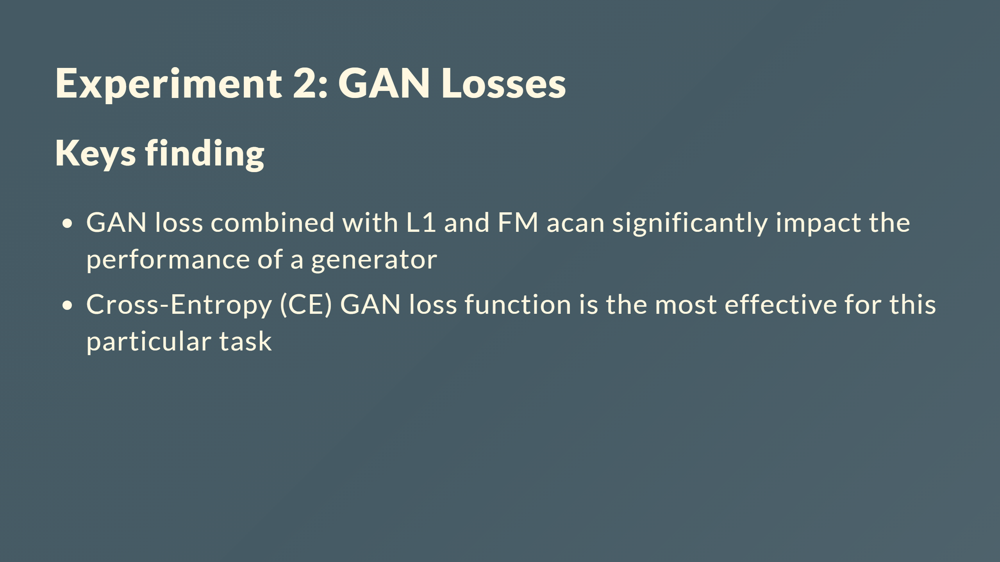 Experiment 2: GAN Losses
Keys finding
• GAN loss combined with L1 and FM acan significantly impact the
performance of a generator
• Cross-Entropy (CE) GAN loss function is the most effective for this
particular task